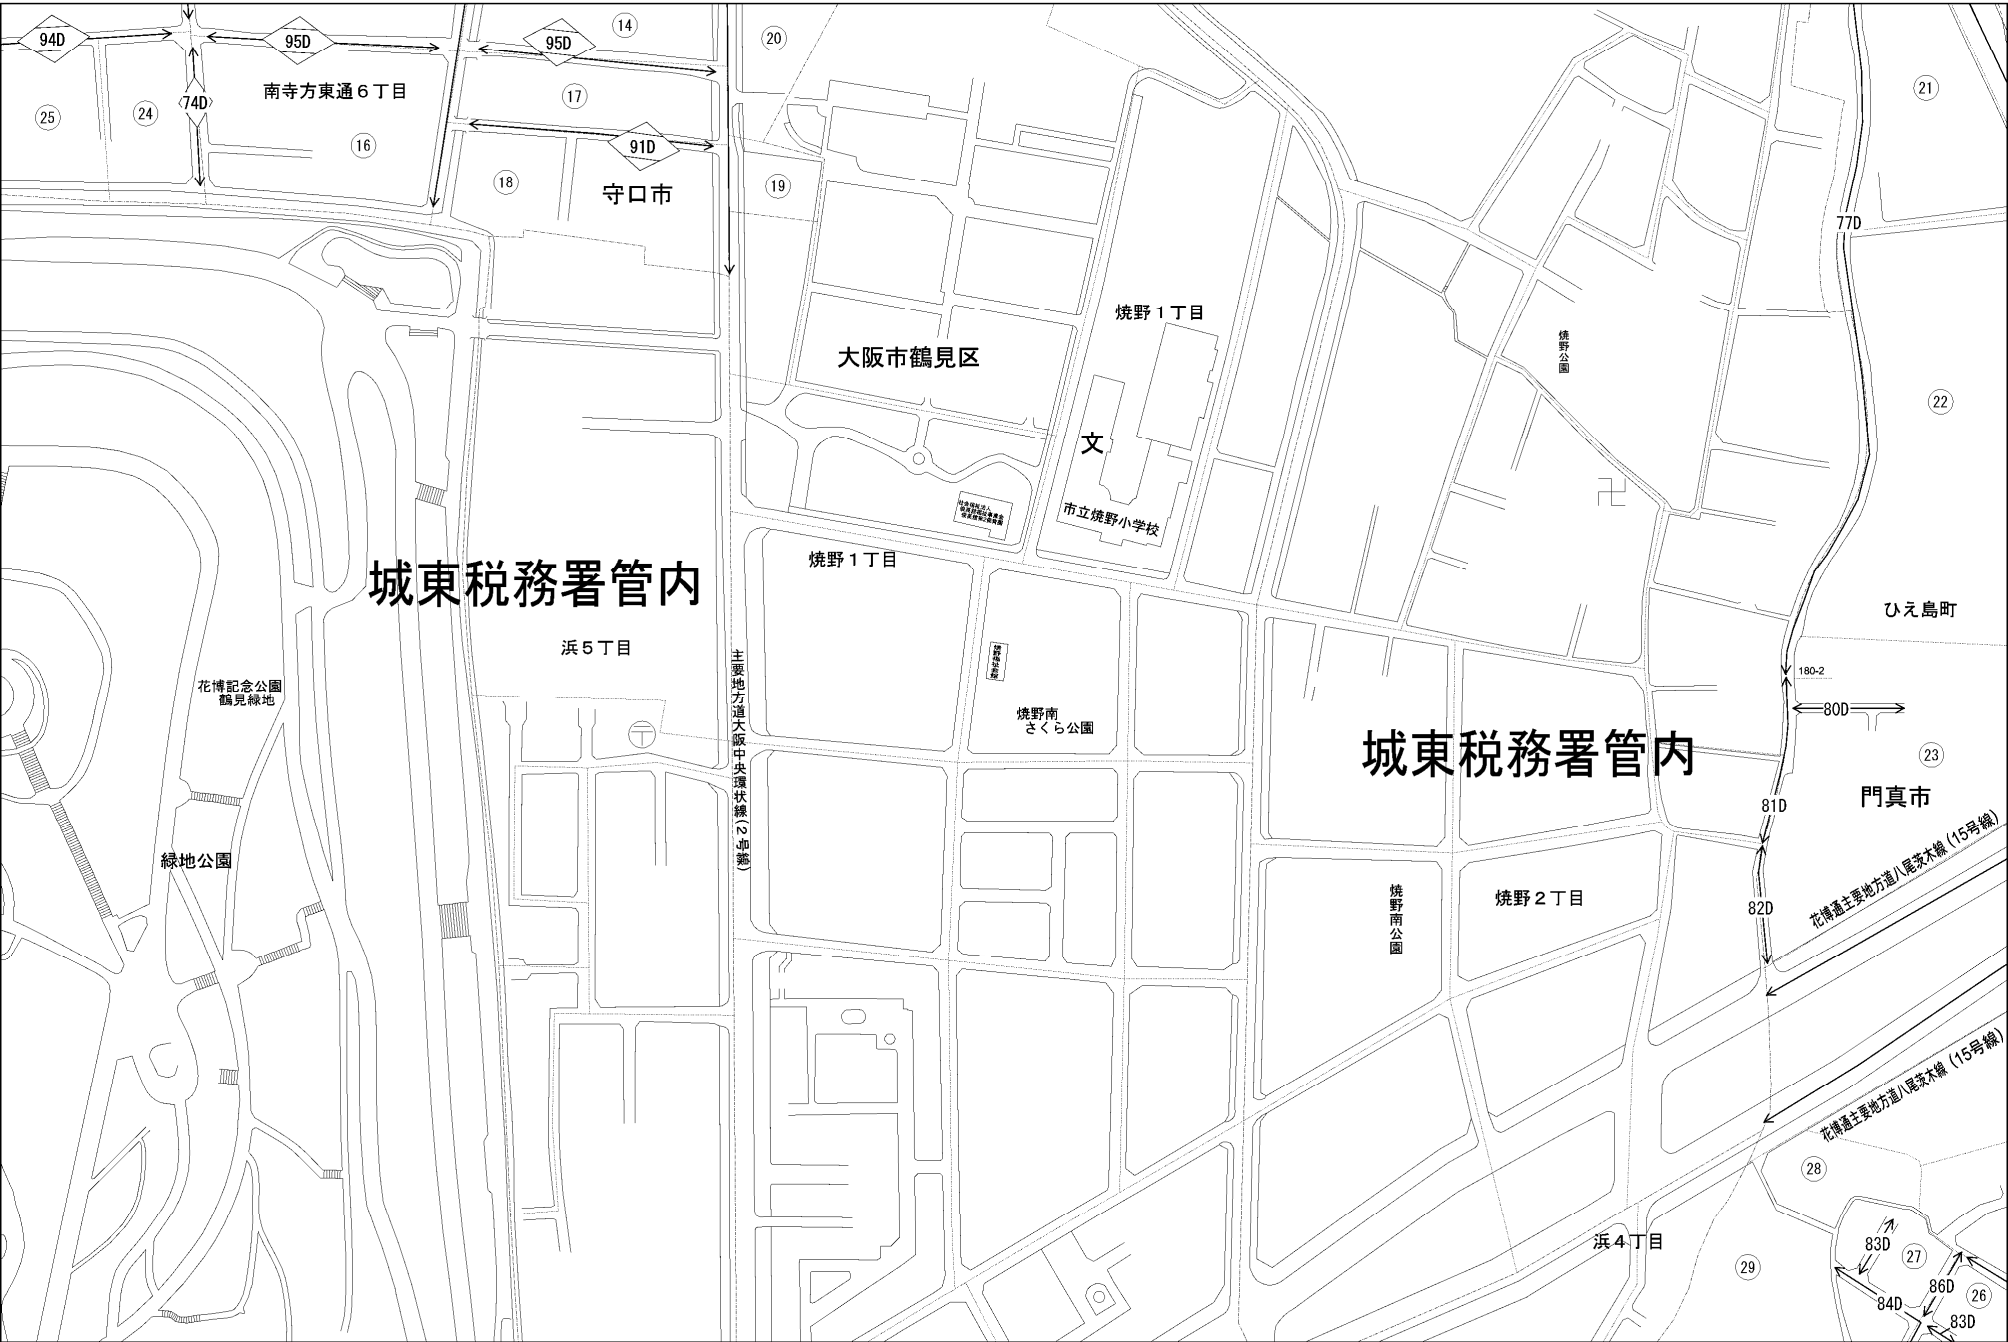 94D
95D
95D
14
20
21
南寺方東通6丁目
74D
17
25
24
16
91D
18
守口市
19
77D
焼野1丁目
大阪市鶴見区
焼野公園
22
文
市立焼野小学校
焼野1丁目
城東税務署管内
浜5丁目
ひえ島町
180-2
花博記念公園
鶴見緑地
主要地方道大阪中央環状線(2号線)
焼野南
さくら公園
80D
城東税務署管内
23
門真市
81D
緑地公園
花博通主要地方道八尾茨木線(15号線)
焼野南公園
焼野2丁目
82D
花博通主要地方道八尾茨木線(15号線)
28
浜4丁目
29
83D
27
86D
26
84D
83D